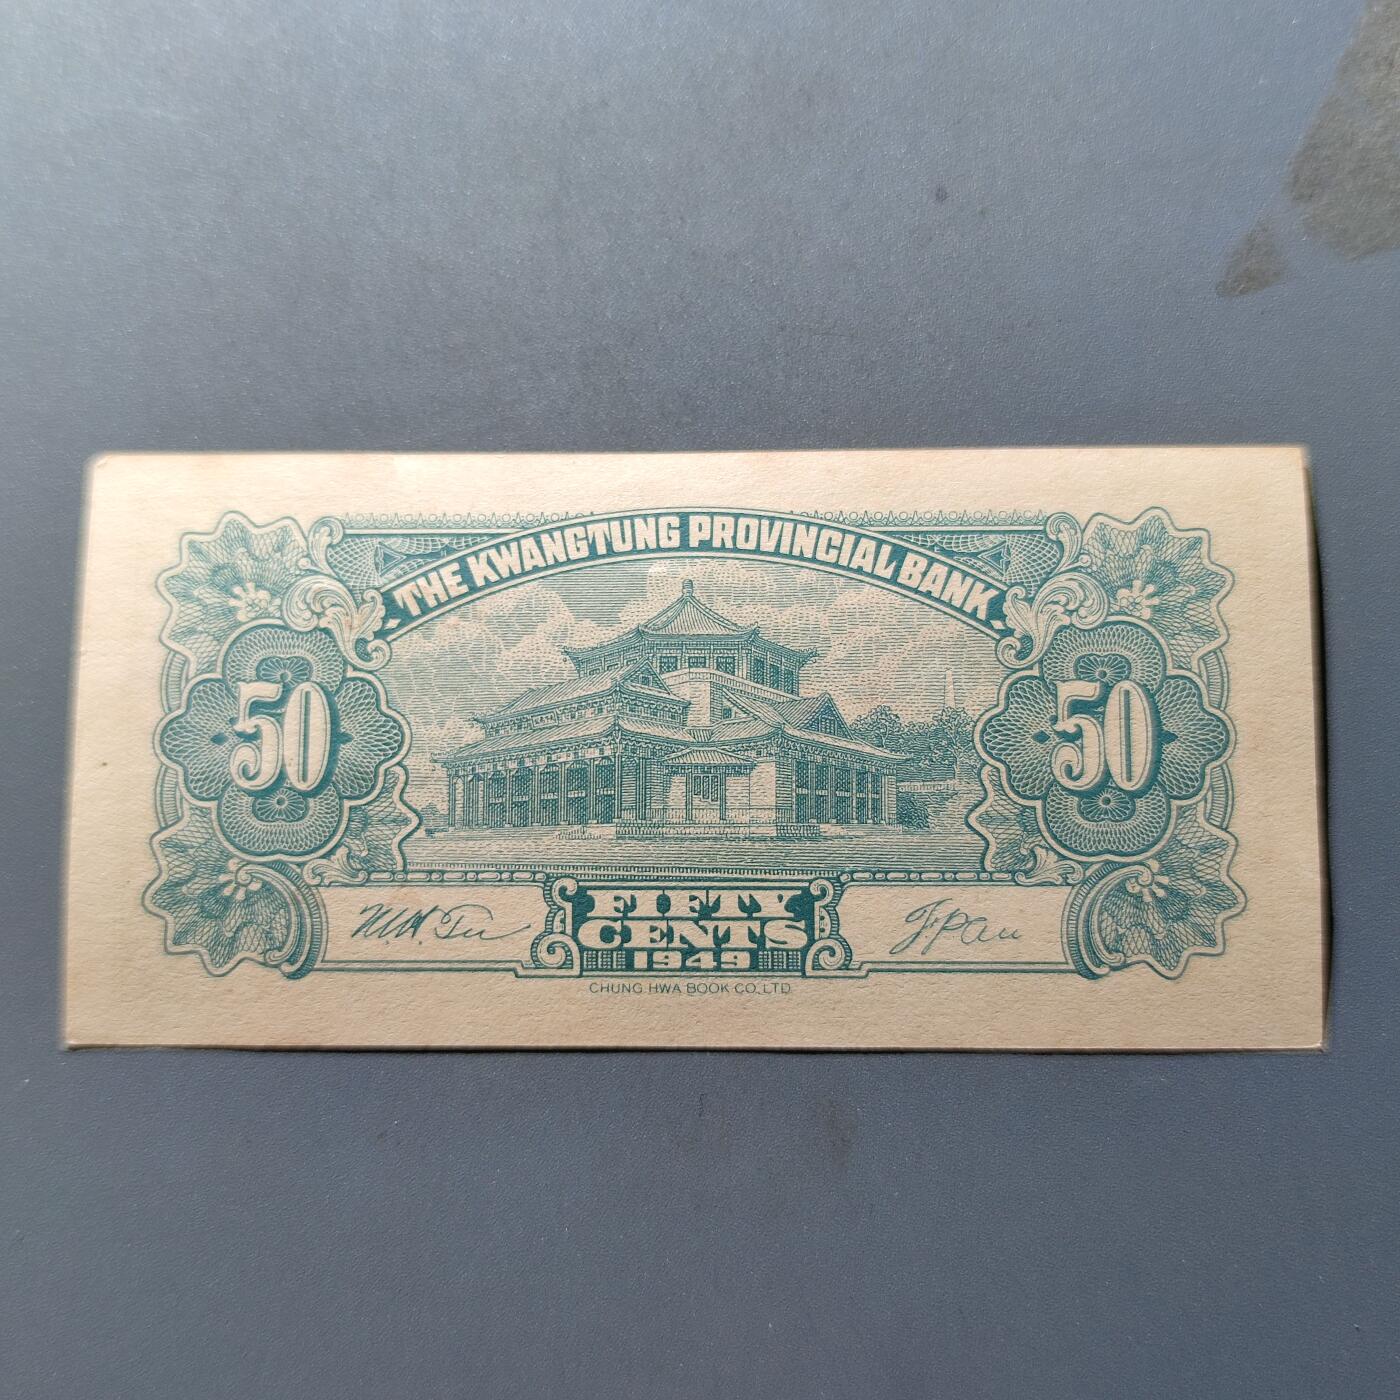 THE KWANGTUNG PROVINCIAL BANK
50
50
FIFTY
CENTS
1949
CHUNG HWA BOOK CO., LTD.